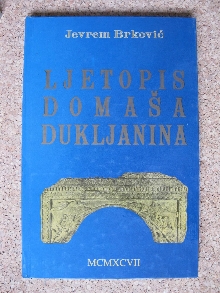 Jevrem Brković
LJETOPIS
DOMAŠA
DUKLJANINA
MCMXCVII